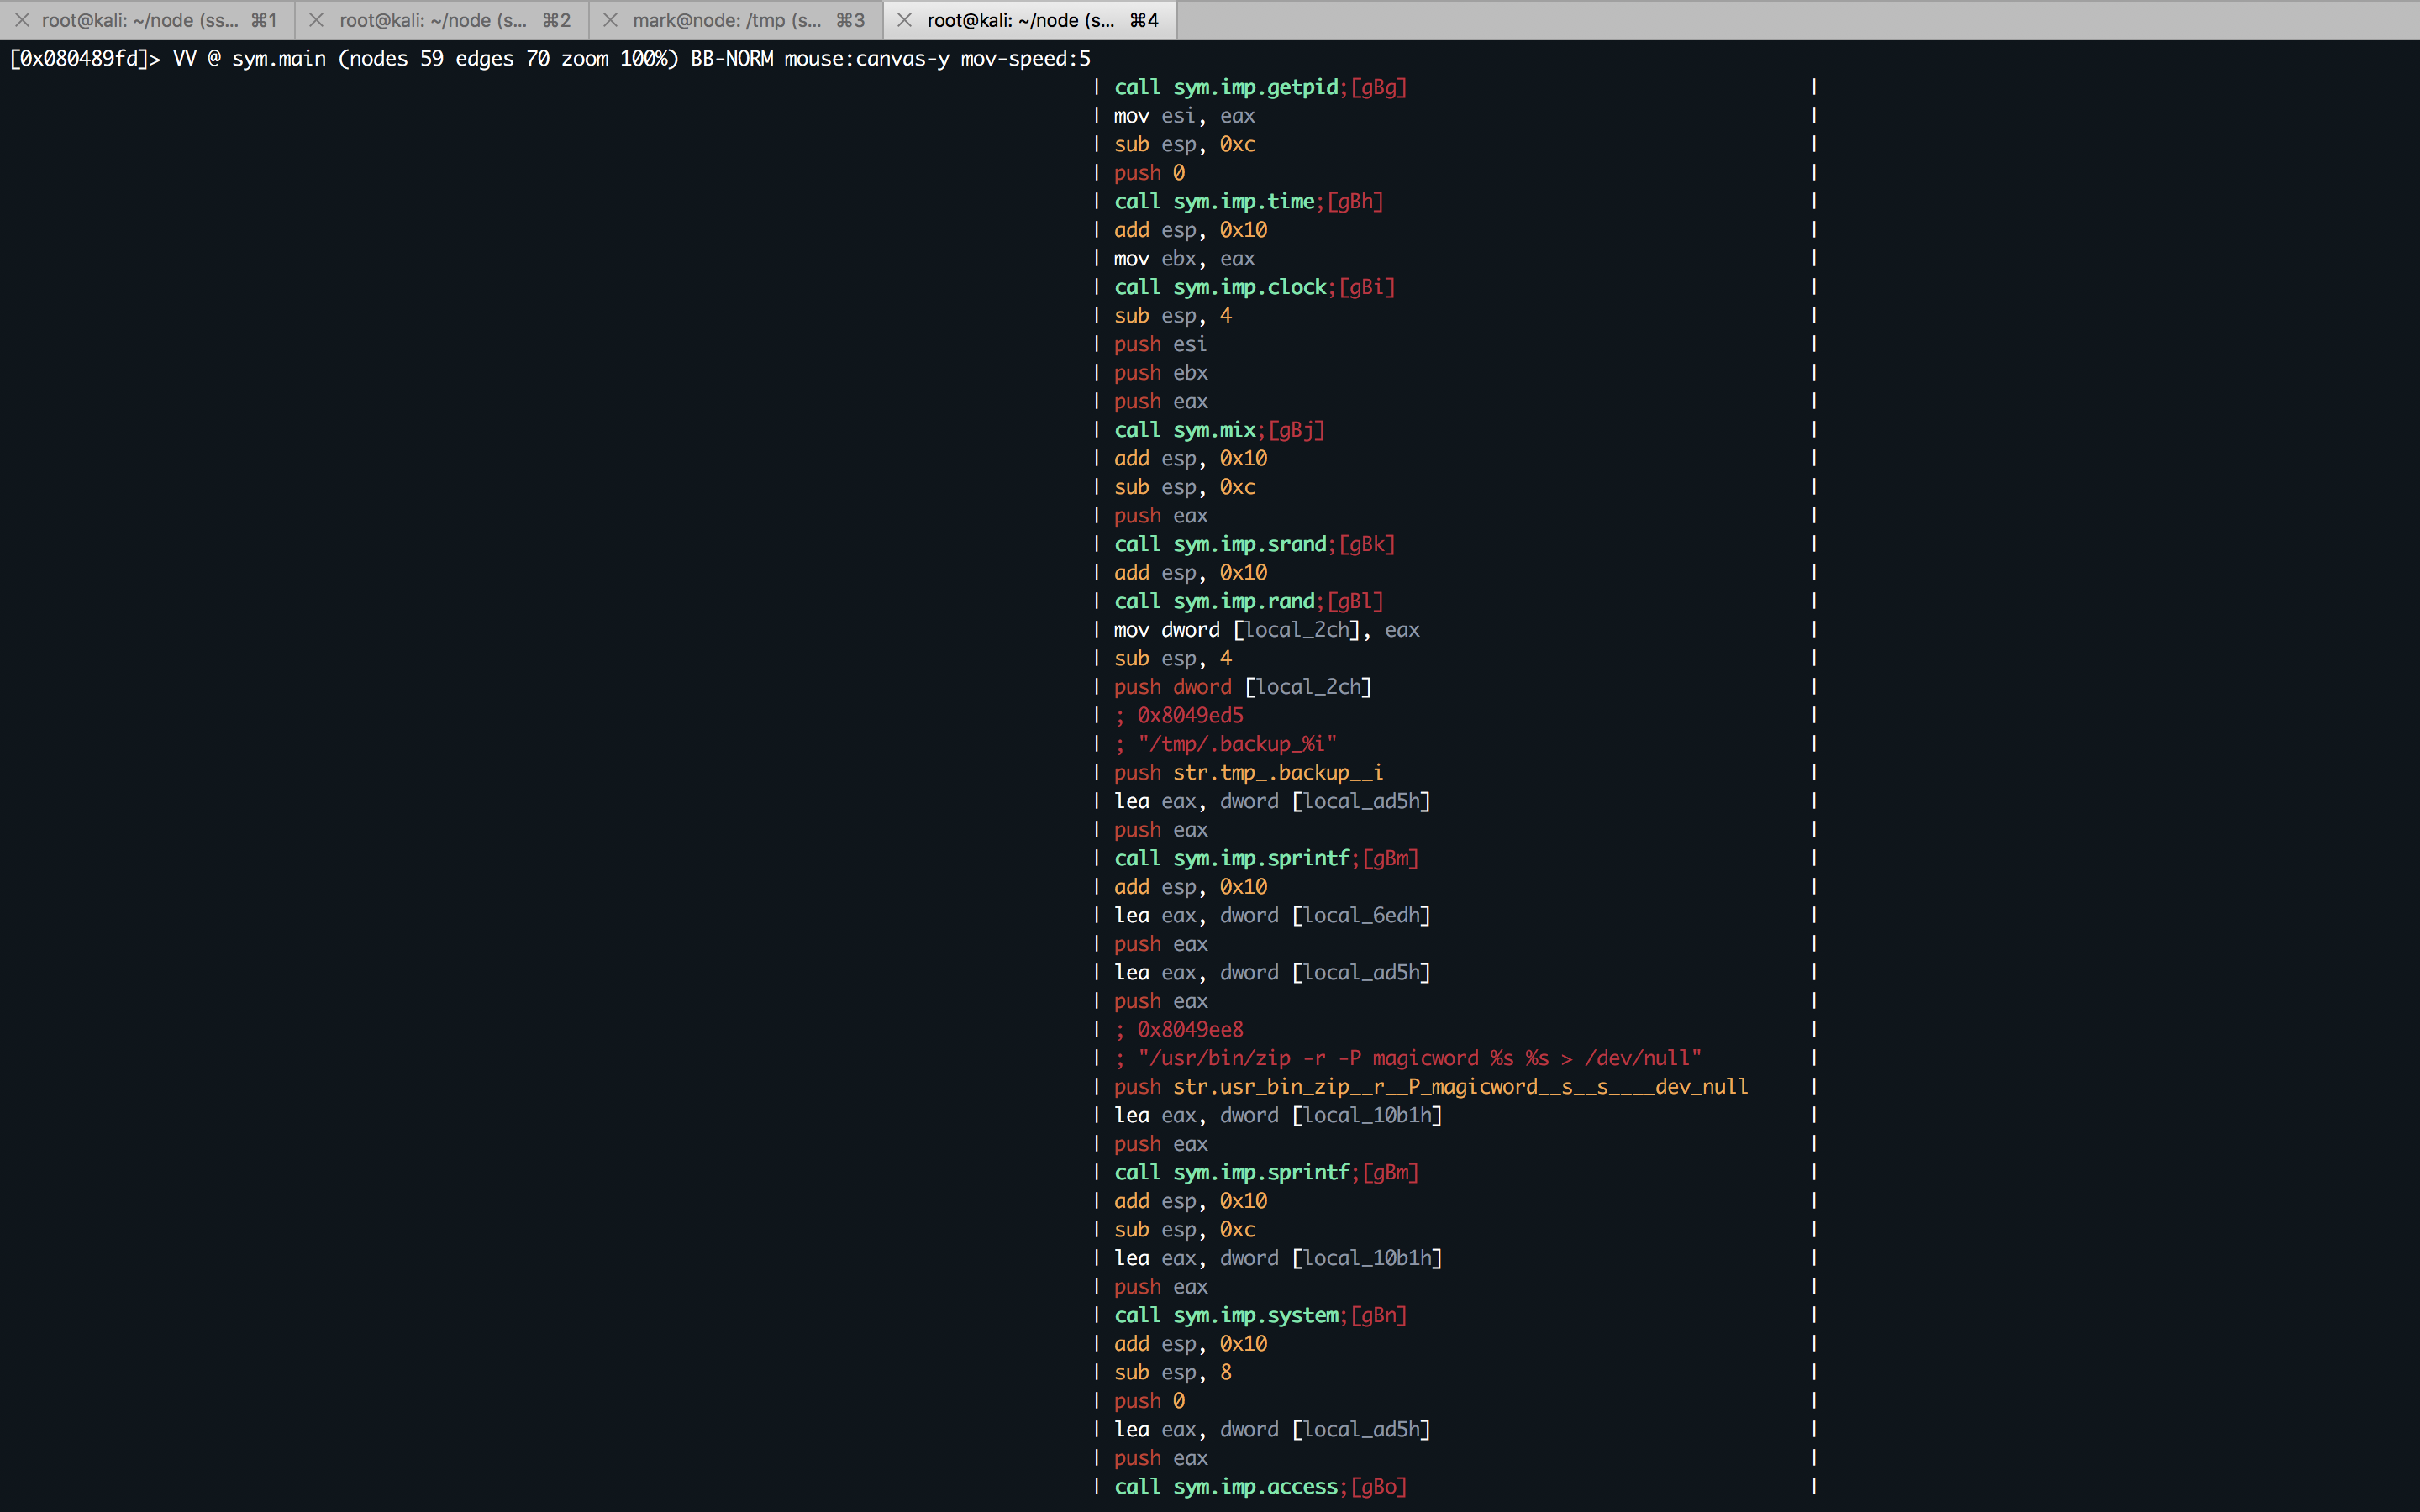 root@kali: ~/node (ss... ⌘1 root@kali: ~/node (s... ⌘2 mark@node: /tmp (s... ⌘3 root@kali: ~/node (s... ⌘4
[0x080489fd]> VV @ sym.main (nodes 59 edges 70 zoom 100%) BB-NORM mouse:canvas-y mov-speed:5
| call sym.imp.getpid;[gBg] |
| mov esi, eax |
| sub esp, 0xc |
| push 0 |
| call sym.imp.time;[gBh] |
| add esp, 0x10 |
| mov ebx, eax |
| call sym.imp.clock;[gBi] |
| sub esp, 4 |
| push esi |
| push ebx |
| push eax |
| call sym.mix;[gBj] |
| add esp, 0x10 |
| sub esp, 0xc |
| push eax |
| call sym.imp.srand;[gBk] |
| add esp, 0x10 |
| call sym.imp.rand;[gBl] |
| mov dword [local_2ch], eax |
| sub esp, 4 |
| push dword [local_2ch] |
| ; 0x8049ed5 |
| ; "/tmp/.backup_%i" |
| push str.tmp_.backup__i |
| lea eax, dword [local_ad5h] |
| push eax |
| call sym.imp.sprintf;[gBm] |
| add esp, 0x10 |
| lea eax, dword [local_6edh] |
| push eax |
| lea eax, dword [local_ad5h] |
| push eax |
| ; 0x8049ee8 |
| ; "/usr/bin/zip -r -P magicword %s %s > /dev/null" |
| push str.usr_bin_zip__r__P_magicword__s__s____dev_null |
| lea eax, dword [local_10b1h] |
| push eax |
| call sym.imp.sprintf;[gBm] |
| add esp, 0x10 |
| sub esp, 0xc |
| lea eax, dword [local_10b1h] |
| push eax |
| call sym.imp.system;[gBn] |
| add esp, 0x10 |
| sub esp, 8 |
| push 0 |
| lea eax, dword [local_ad5h] |
| push eax |
| call sym.imp.access;[gBo] |